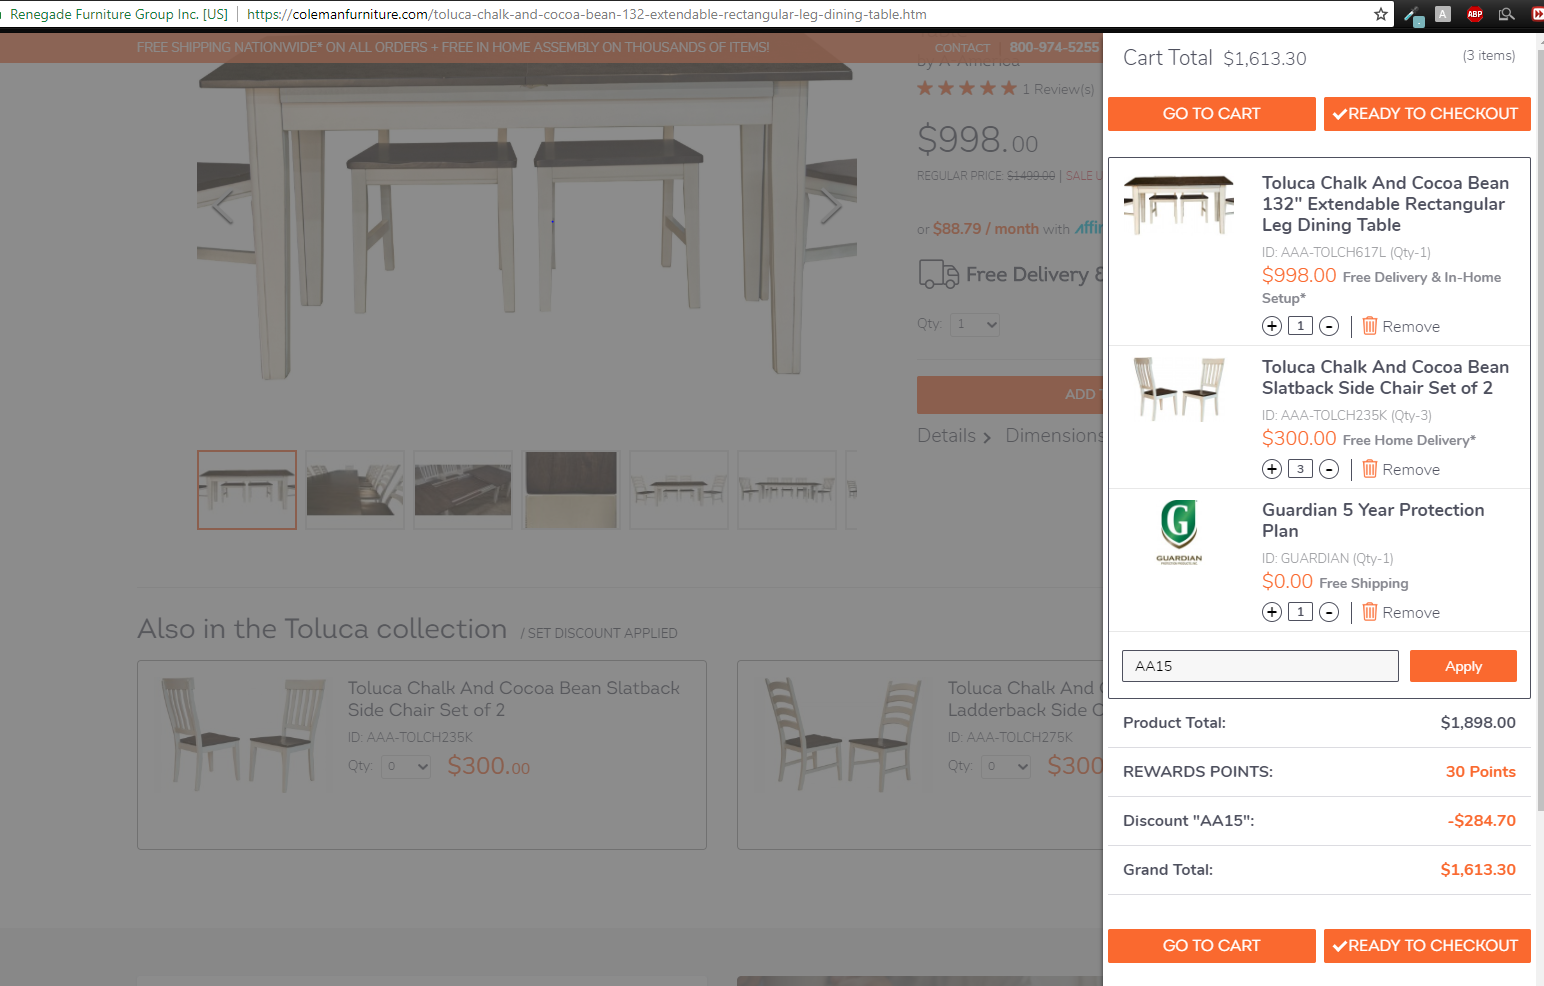 Renegade Furniture Group Inc. [US]
https://colemanfurniture.com/toluca-chalk-and-cocoa-bean-132-extendable-rectangular-leg-dining-table.htm
A
ABP
FREE SHIPPING NATIONWIDE* ON ALL ORDERS + FREE IN HOME ASSEMBLY ON THOUSANDS OF ITEMS!
CONTACT
800-974-5255
By A-America
1 Review(s)
$998.00
REGULAR PRICE: $1499.00 | SALE U
or $88.79 / month with affir
Free Delivery &
Qty: 1
ADD T
Details
Dimensions
Also in the Toluca collection / SET DISCOUNT APPLIED
Toluca Chalk And Cocoa Bean Slatback
Side Chair Set of 2
ID: AAA-TOLCH235K
Qty: 0 $300.00
Toluca Chalk And C
Ladderback Side C
ID: AAA-TOLCH275K
Qty: 0 $300
Cart Total $1,613.30
(3 items)
GO TO CART
READY TO CHECKOUT
Toluca Chalk And Cocoa Bean
132" Extendable Rectangular
Leg Dining Table
ID: AAA-TOLCH617L (Qty-1)
$998.00 Free Delivery & In-Home
Setup*
+ 1 - | Remove
Toluca Chalk And Cocoa Bean
Slatback Side Chair Set of 2
ID: AAA-TOLCH235K (Qty-3)
$300.00 Free Home Delivery*
+ 3 - | Remove
G
GUARDIAN
Guardian 5 Year Protection
Plan
ID: GUARDIAN (Qty-1)
$0.00 Free Shipping
+ 1 - | Remove
AA15
Apply
Product Total: $1,898.00
REWARDS POINTS: 30 Points
Discount "AA15": -$284.70
Grand Total: $1,613.30
GO TO CART
READY TO CHECKOUT